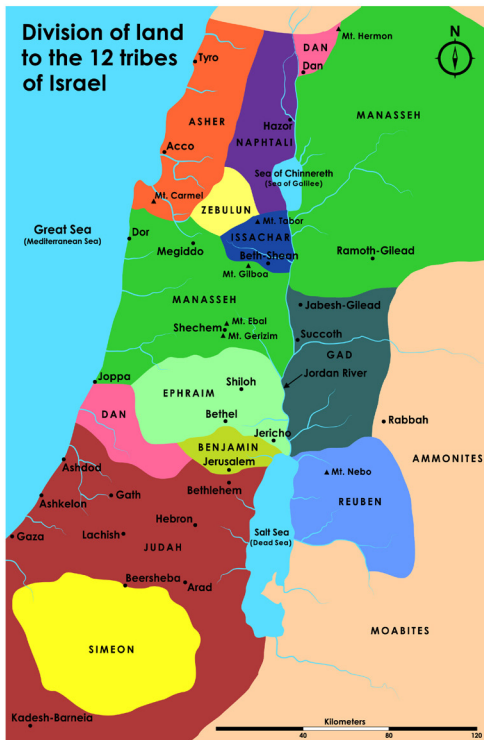 Division of land
to the 12 tribes
of Israel
N
DAN
Mt. Hermon
Dan
Tyro
MANASSEH
ASHER
Hazor
NAPHTALI
Acco
Sea of Chinnereth
(Sea of Galilee)
Mt. Carmel
ZEBULUN
Mt. Tabor
Great Sea
(Mediterranean Sea)
Dor
ISSACHAR
Megiddo
Beth-Shean
Ramoth-Gilead
Mt. Gilboa
MANASSEH
Jabesh-Gilead
Mt. Ebal
Shechem
Mt. Gerizim
Succoth
GAD
Jordan River
Joppa
EPHRAIM
Shiloh
DAN
Bethel
Rabbah
BENJAMIN
Jericho
Jerusalem
AMMONITES
Ashdod
Mt. Nebo
Bethlehem
REUBEN
Ashkelon
Gath
Hebron
Gaza
Lachish
Salt Sea
(Dead Sea)
JUDAH
Beersheba
Arad
MOABITES
SIMEON
Kadesh-Barneia
Kilometers
0 40 80 120